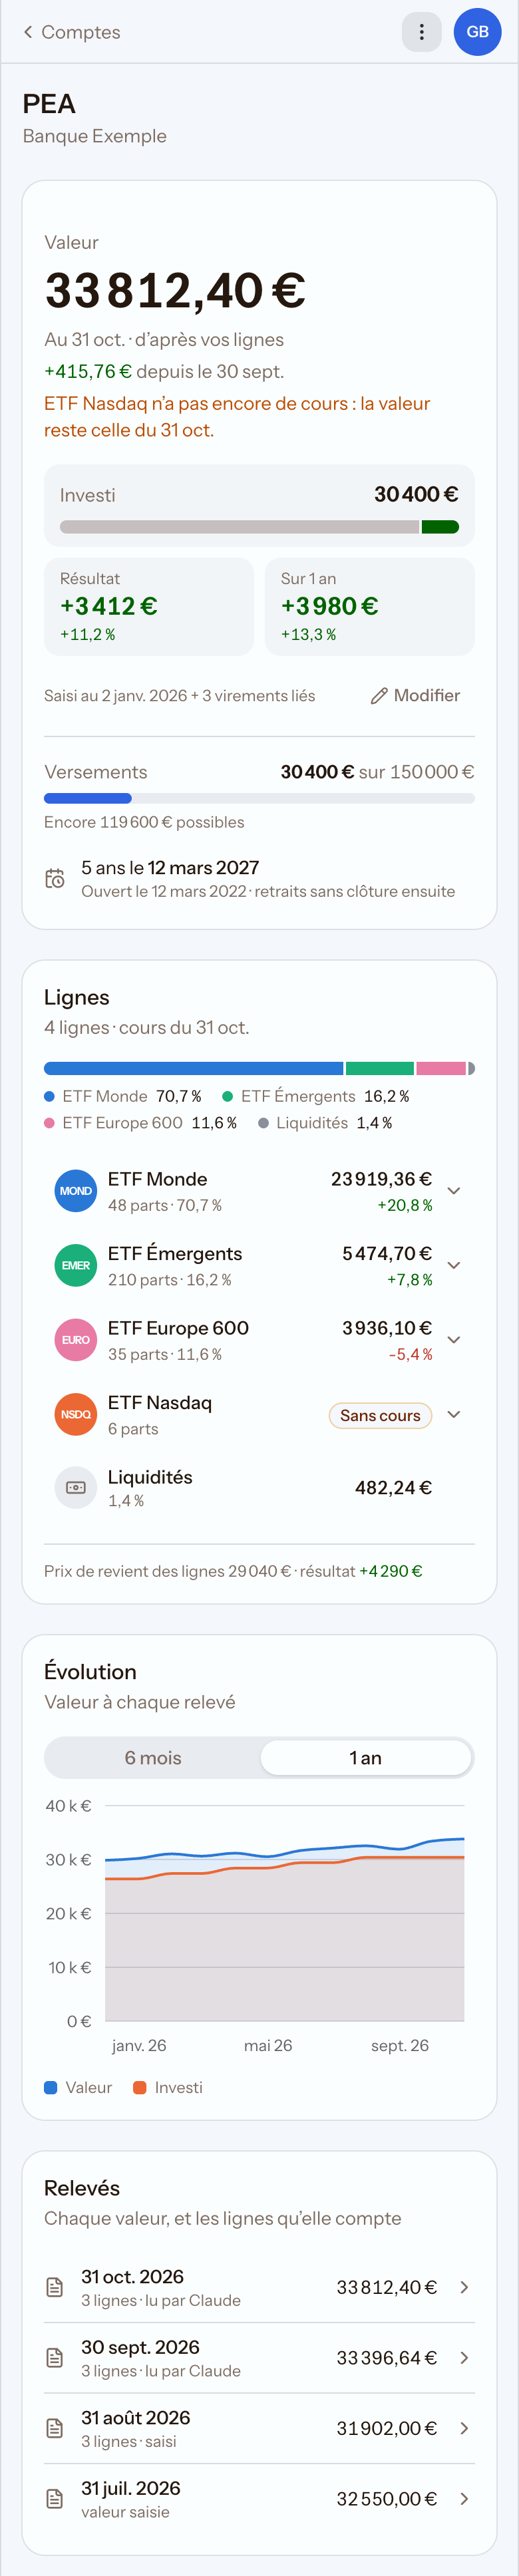 Comptes
GB
PEA
Banque Exemple
Valeur
33 812,40 €
Au 31 oct. · d’après vos lignes
+415,76 € depuis le 30 sept.
ETF Nasdaq n’a pas encore de cours : la valeur
reste celle du 31 oct.
Investi 30 400 €
Résultat
+3 412 €
+11,2 %
Sur 1 an
+3 980 €
+13,3 %
Saisi au 2 janv. 2026 + 3 virements liés
Modifier
Versements 30 400 € sur 150 000 €
Encore 119 600 € possibles
5 ans le 12 mars 2027
Ouvert le 12 mars 2022 · retraits sans clôture ensuite
Lignes
4 lignes · cours du 31 oct.
ETF Monde 70,7 % ETF Émergents 16,2 %
ETF Europe 600 11,6 % Liquidités 1,4 %
MOND
ETF Monde 23 919,36 €
48 parts · 70,7 % +20,8 %
EMER
ETF Émergents 5 474,70 €
210 parts · 16,2 % +7,8 %
EURO
ETF Europe 600 3 936,10 €
35 parts · 11,6 % -5,4 %
NSDQ
ETF Nasdaq Sans cours
6 parts
Liquidités 482,24 €
1,4 %
Prix de revient des lignes 29 040 € · résultat +4 290 €
Évolution
Valeur à chaque relevé
6 mois 1 an
40 k €
30 k €
20 k €
10 k €
0 €
janv. 26 mai 26 sept. 26
Valeur Investi
Relevés
Chaque valeur, et les lignes qu’elle compte
31 oct. 2026 33 812,40 €
3 lignes · lu par Claude
30 sept. 2026 33 396,64 €
3 lignes · lu par Claude
31 août 2026 31 902,00 €
3 lignes · saisi
31 juil. 2026 32 550,00 €
valeur saisie